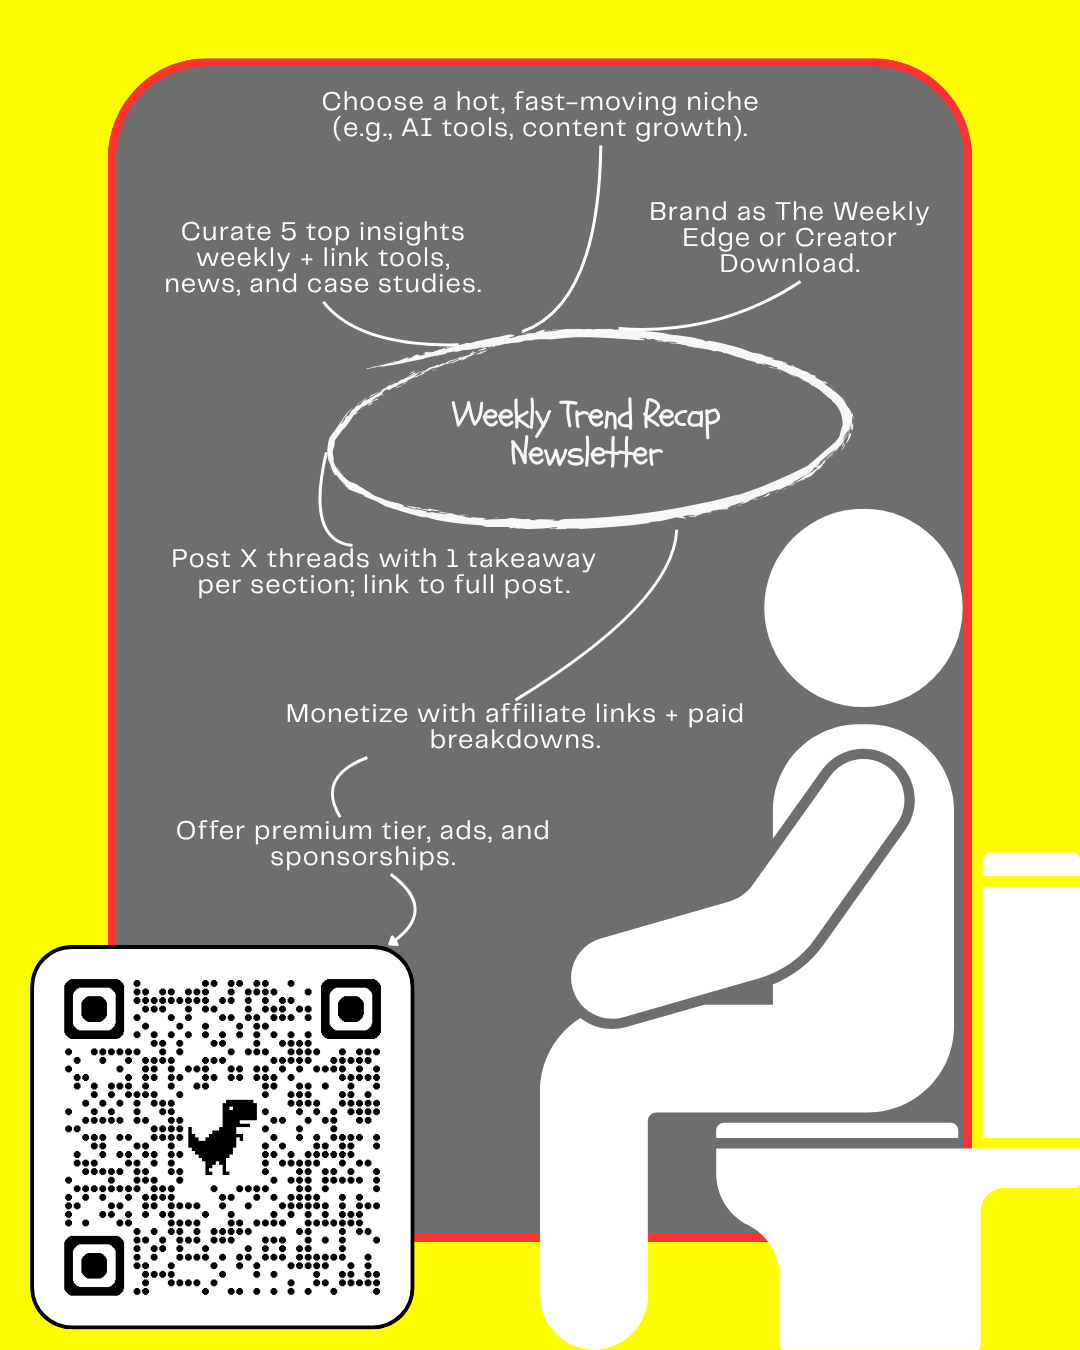 Choose a hot, fast-moving niche
(e.g., AI tools, content growth).
Brand as The Weekly
Edge or Creator
Download.
Curate 5 top insights
weekly + link tools,
news, and case studies.
Weekly Trend Recap
Newsletter
Post X threads with 1 takeaway
per section; link to full post.
Monetize with affiliate links + paid
breakdowns.
Offer premium tier, ads, and
sponsorships.